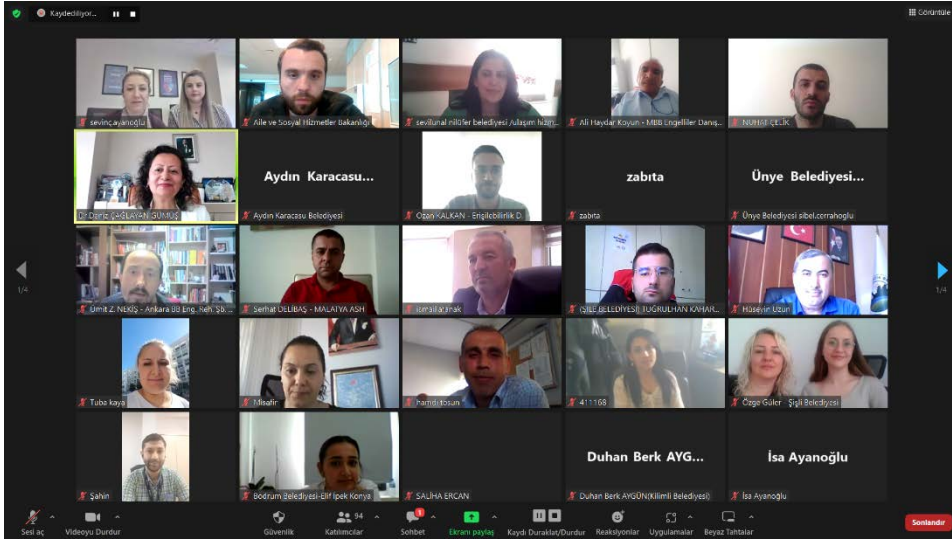 Kaydediliyor...
Görüntüle
sevinç ayanoğlu
Aile ve Sosyal Hizmetler Bakanlığı
sevilunal nilüfer belediyesi /ulaşım hizm...
Ali Haydar Koyun - MBB Engelliler Danış...
NUHAT ÇELİK
Dr Deniz ÇAĞLAYAN GÜMÜŞ
Aydın Karacasu...
Aydın Karacasu Belediyesi
Ozan KALKAN - Erişilebilirlik D.
zabıta
zabıta
Ünye Belediyesi...
Ünye Belediyesi sibel.cerrahoglu
1/4
1/4
Ümit Z. NEKİŞ - Ankara BB Eng. Reh. Şb. ...
Serhat DELİBAŞ - MALATYA ASH
(ŞİLE BELEDİYESİ) TUĞRULHAN KAHAR...
Hüseyin Uzun
Tuba kaya
Misafir
hamdi tosun
411168
Özge Güler - Şişli Belediyesi
Şahin
Bodrum Belediyesi-Elif İpek Konya
SALİHA ERCAN
Duhan Berk AYG...
Duhan Berk AYGÜN(Kilimli Belediyesi)
İsa Ayanoğlu
İsa Ayanoğlu
Sesi aç
Videoyu Durdur
Güvenlik
94
Katılımcılar
1
Sohbet
Ekranı paylaş
Kaydı Duraklat/Durdur
Reaksiyonlar
Uygulamalar
Beyaz Tahtalar
Sonlandır